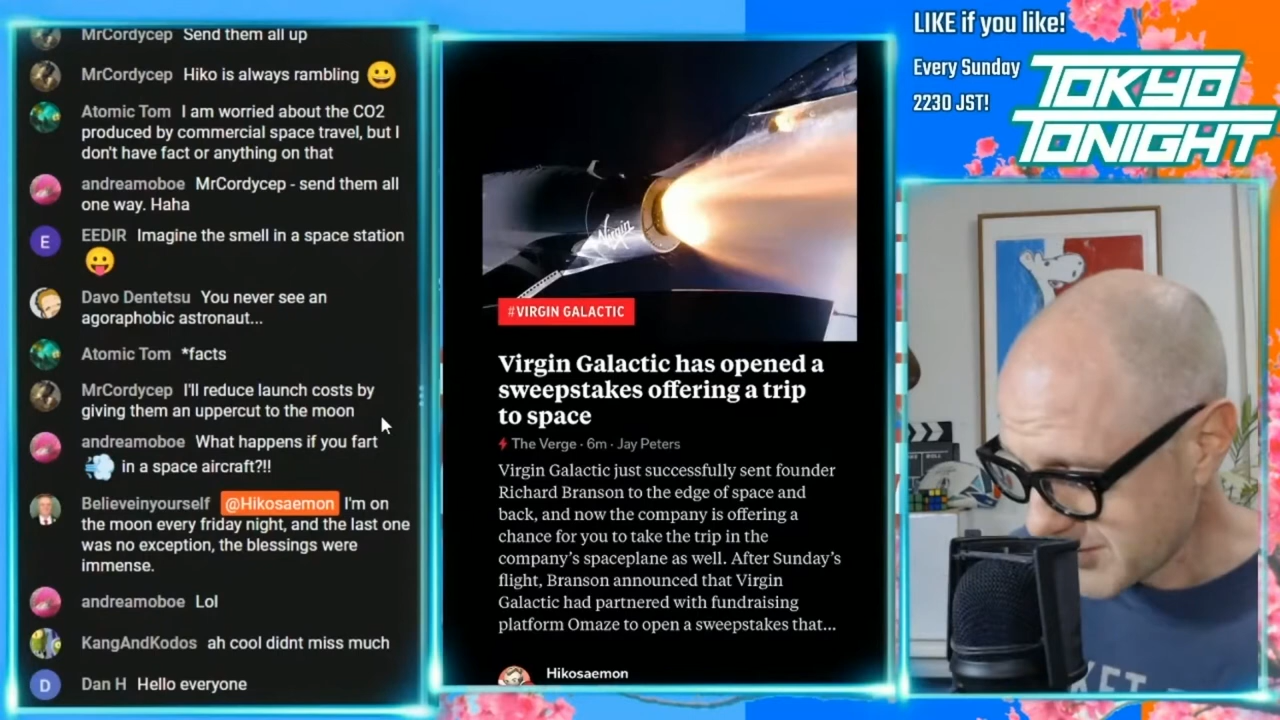 MrCordycep Send them all up
MrCordycep Hiko is always rambling
Atomic Tom I am worried about the CO2
produced by commercial space travel, but I
don't have fact or anything on that
andreamoboe MrCordycep - send them all
one way. Haha
E EEDIR Imagine the smell in a space station
Davo Dentetsu You never see an
agoraphobic astronaut...
Atomic Tom *facts
MrCordycep I'll reduce launch costs by
giving them an uppercut to the moon
andreamoboe What happens if you fart
in a space aircraft?!!
Believeinyourself @Hikosaemon I'm on
the moon every friday night, and the last one
was no exception, the blessings were
immense.
andreamoboe Lol
KangAndKodos ah cool didnt miss much
D Dan H Hello everyone
Virgin
#VIRGIN GALACTIC
Virgin Galactic has opened a
sweepstakes offering a trip
to space
The Verge · 6m · Jay Peters
Virgin Galactic just successfully sent founder
Richard Branson to the edge of space and
back, and now the company is offering a
chance for you to take the trip in the
company's spaceplane as well. After Sunday's
flight, Branson announced that Virgin
Galactic had partnered with fundraising
platform Omaze to open a sweepstakes that...
Hikosaemon
LIKE if you like!
Every Sunday
2230 JST!
TOKYO
TONIGHT